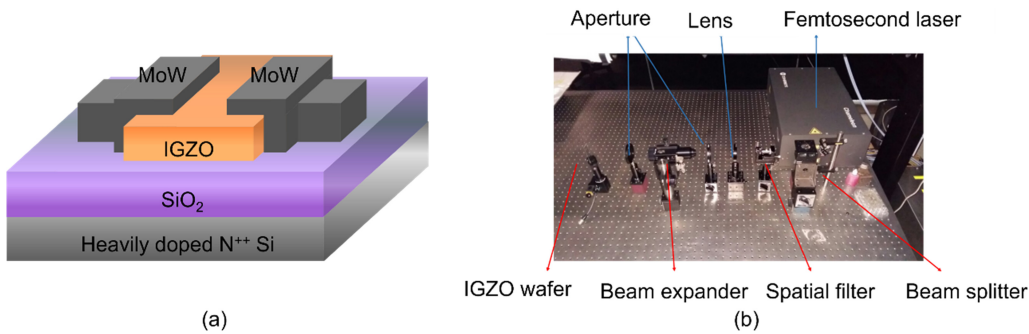 Aperture Lens Femtosecond laser
MoW MoW
IGZO
SiO₂
Heavily doped N⁺⁺ Si
IGZO wafer Beam expander Spatial filter Beam splitter
(a) (b)